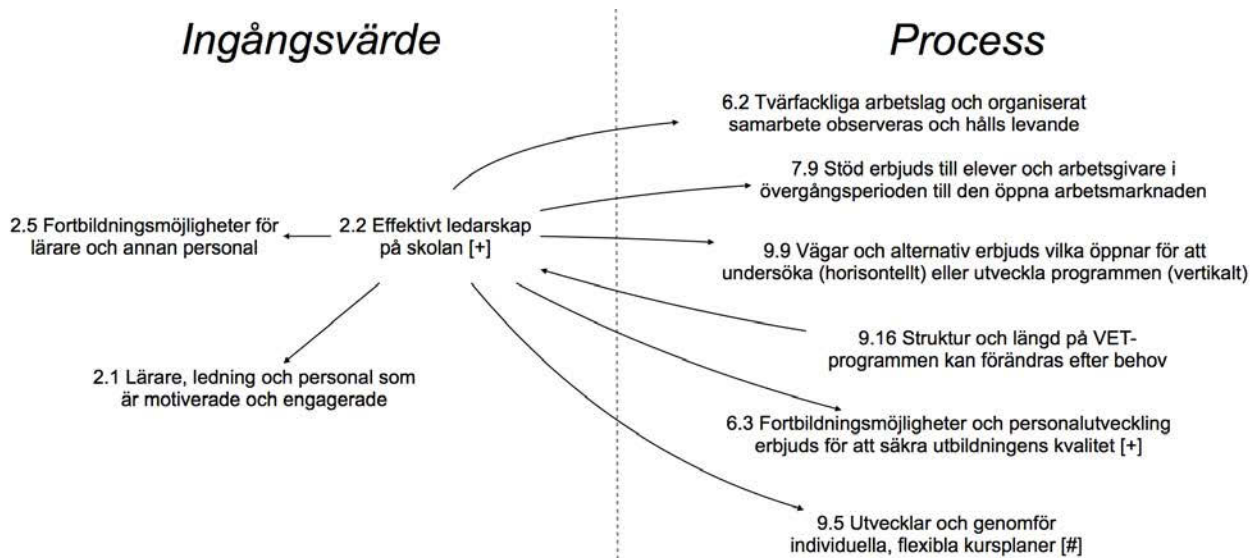 Ingångsvärde
Process
6.2 Tvärfackliga arbetslag och organiserat
samarbete observeras och hålls levande
7.9 Stöd erbjuds till elever och arbetsgivare i
övergångsperioden till den öppna arbetsmarknaden
2.5 Fortbildningsmöjligheter för
lärare och annan personal
2.2 Effektivt ledarskap
på skolan [+]
9.9 Vägar och alternativ erbjuds vilka öppnar för att
undersöka (horisontellt) eller utveckla programmen (vertikalt)
9.16 Struktur och längd på VET-
programmen kan förändras efter behov
2.1 Lärare, ledning och personal som
är motiverade och engagerade
6.3 Fortbildningsmöjligheter och personalutveckling
erbjuds för att säkra utbildningens kvalitet [+]
9.5 Utvecklar och genomför
individuella, flexibla kursplaner [#]